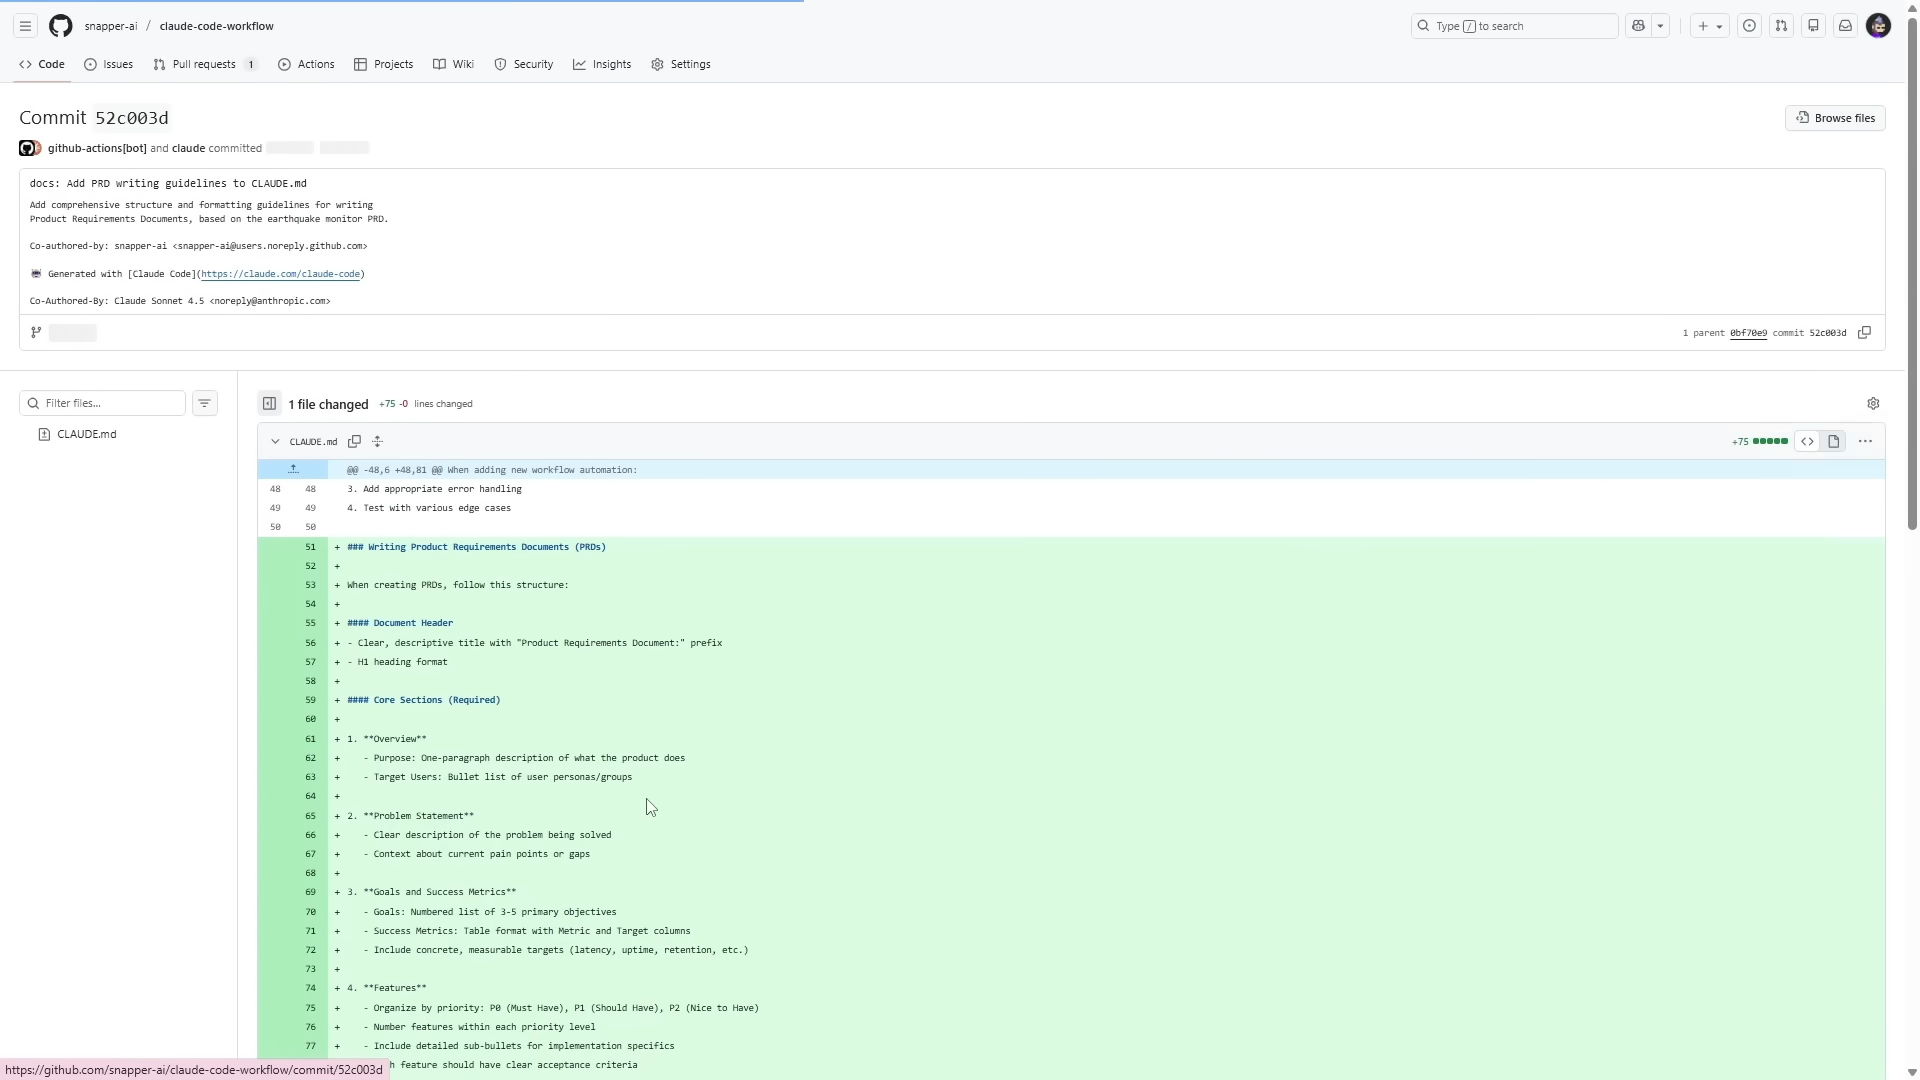 snapper-ai / claude-code-workflow
Type / to search
Code Issues Pull requests 1 Actions Projects Wiki Security Insights Settings
Commit 52c003d
Browse files
github-actions[bot] and claude committed
docs: Add PRD writing guidelines to CLAUDE.md
Add comprehensive structure and formatting guidelines for writing
Product Requirements Documents, based on the earthquake monitor PRD.
Co-authored-by: snapper-ai <snapper-ai@users.noreply.github.com>
🤖 Generated with [Claude Code](https://claude.com/claude-code)
Co-Authored-By: Claude Sonnet 4.5 <noreply@anthropic.com>
1 parent 0bf70e9 commit 52c003d
Filter files...
CLAUDE.md
1 file changed +75 -0 lines changed
CLAUDE.md
+75
@@ -48,6 +48,81 @@ When adding new workflow automation:
48 48 3. Add appropriate error handling
49 49 4. Test with various edge cases
50 50
51 + ### Writing Product Requirements Documents (PRDs)
52 +
53 + When creating PRDs, follow this structure:
54 +
55 + #### Document Header
56 + - Clear, descriptive title with "Product Requirements Document:" prefix
57 + - H1 heading format
58 +
59 + #### Core Sections (Required)
60 +
61 + 1. **Overview**
62 + - Purpose: One-paragraph description of what the product does
63 + - Target Users: Bullet list of user personas/groups
64 +
65 + 2. **Problem Statement**
66 + - Clear description of the problem being solved
67 + - Context about current pain points or gaps
68 +
69 + 3. **Goals and Success Metrics**
70 + - Goals: Numbered list of 3-5 primary objectives
71 + - Success Metrics: Table format with Metric and Target columns
72 + - Include concrete, measurable targets (latency, uptime, retention, etc.)
73 +
74 + 4. **Features**
75 + - Organize by priority: P0 (Must Have), P1 (Should Have), P2 (Nice to Have)
76 + - Number features within each priority level
77 + - Include detailed sub-bullets for implementation specifics
h feature should have clear acceptance criteria
https://github.com/snapper-ai/claude-code-workflow/commit/52c003d